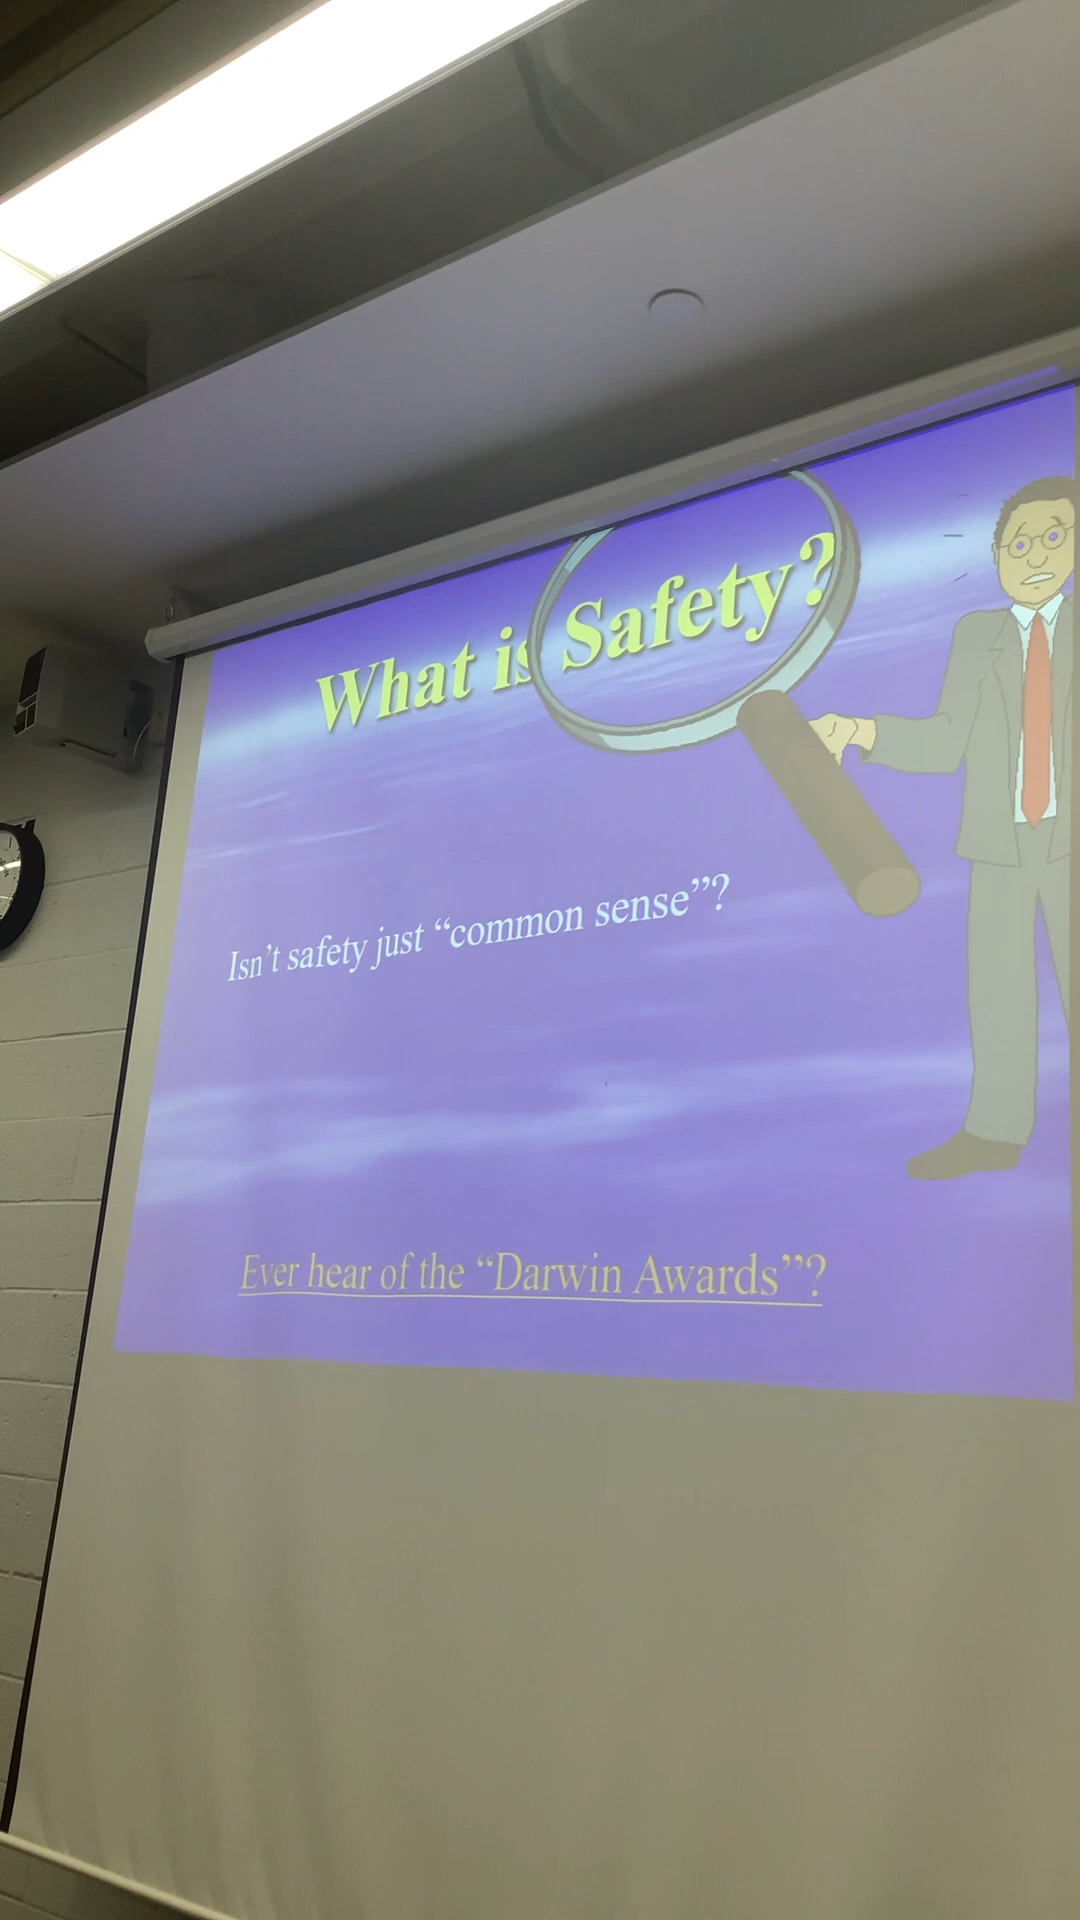 What is Safety?
Isn't safety just “common sense”?
Ever hear of the “Darwin Awards”?